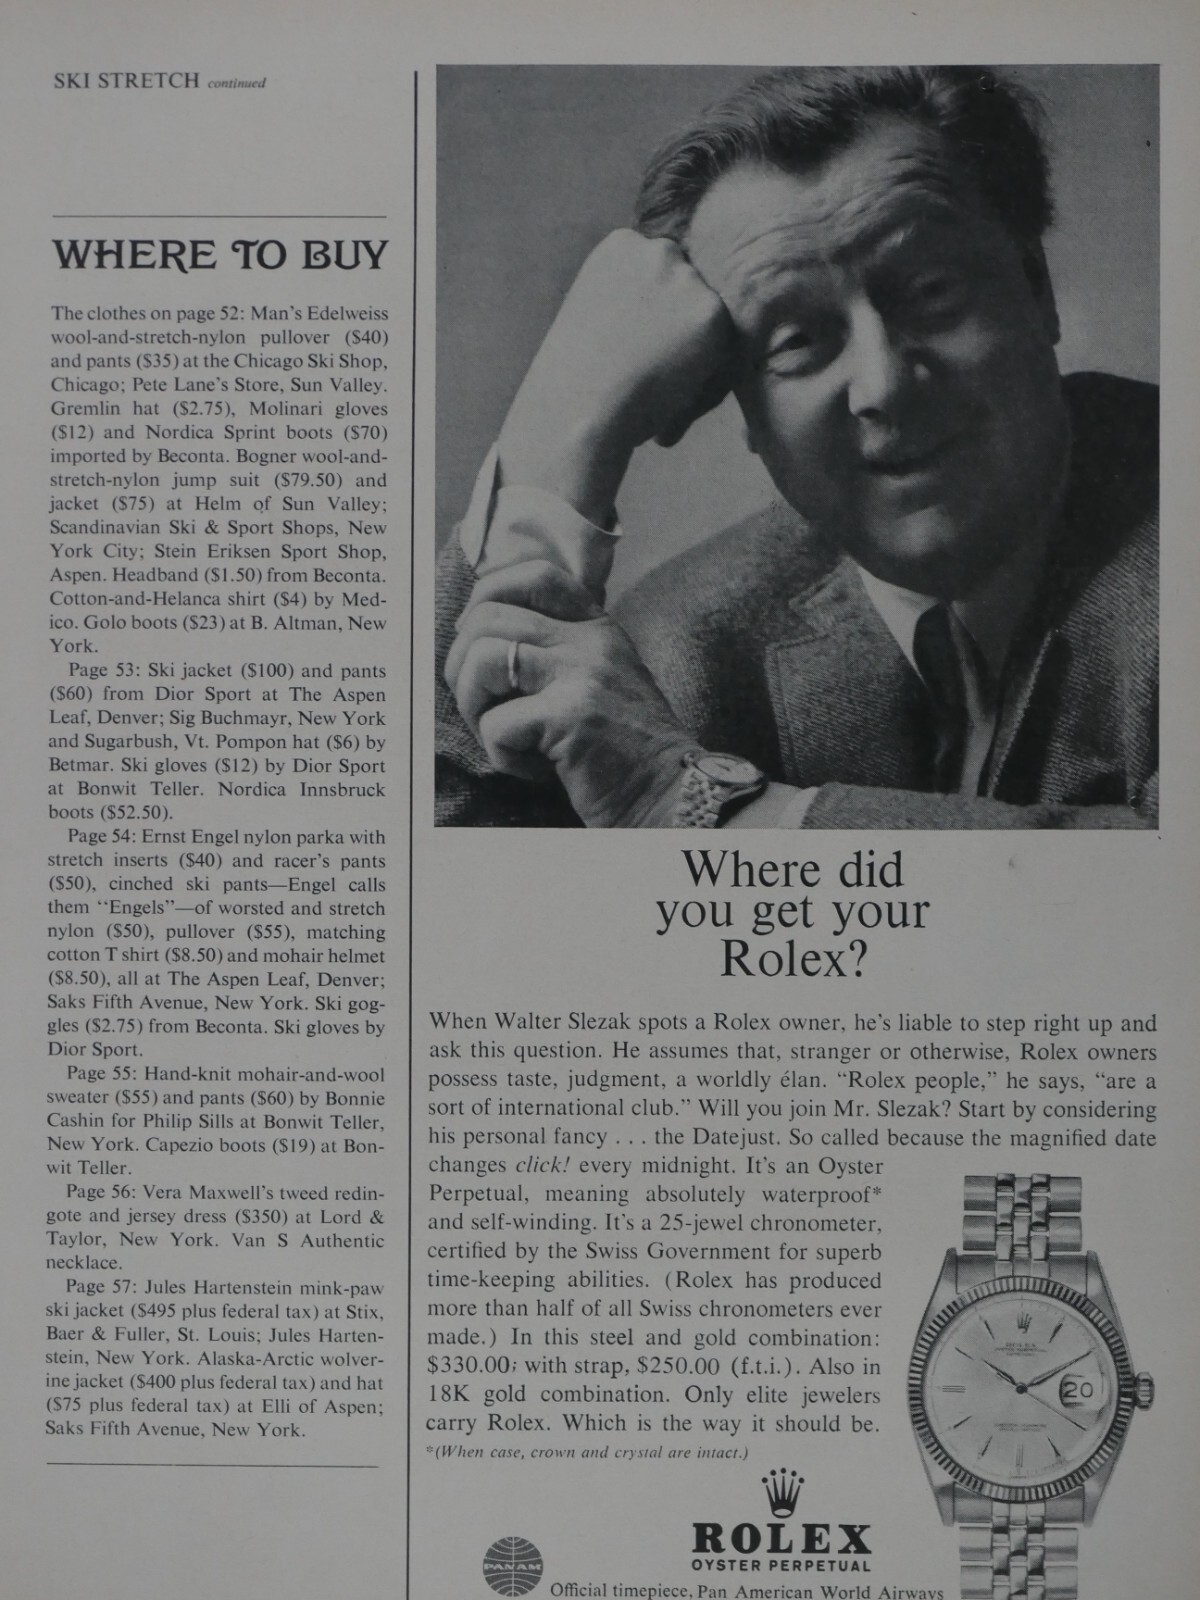 SKI STRETCH continued
WHERE TO BUY
The clothes on page 52: Man's Edelweiss
wool-and-stretch-nylon pullover ($40)
and pants ($35) at the Chicago Ski Shop,
Chicago; Pete Lane's Store, Sun Valley.
Gremlin hat ($2.75), Molinari gloves
($12) and Nordica Sprint boots ($70)
imported by Beconta. Bogner wool-and-
stretch-nylon jump suit ($79.50) and
jacket ($75) at Helm of Sun Valley;
Scandinavian Ski & Sport Shops, New
York City; Stein Eriksen Sport Shop,
Aspen. Headband ($1.50) from Beconta.
Cotton-and-Helanca shirt ($4) by Med-
ico. Golo boots ($23) at B. Altman, New
York.
Page 53: Ski jacket ($100) and pants
($60) from Dior Sport at The Aspen
Leaf, Denver; Sig Buchmayr, New York
and Sugarbush, Vt. Pompon hat ($6) by
Betmar. Ski gloves ($12) by Dior Sport
at Bonwit Teller. Nordica Innsbruck
boots ($52.50).
Page 54: Ernst Engel nylon parka with
stretch inserts ($40) and racer's pants
($50), cinched ski pants—Engel calls
them "Engels"—of worsted and stretch
nylon ($50), pullover ($55), matching
cotton T shirt ($8.50) and mohair helmet
($8.50), all at The Aspen Leaf, Denver;
Saks Fifth Avenue, New York. Ski gog-
gles ($2.75) from Beconta. Ski gloves by
Dior Sport.
Page 55: Hand-knit mohair-and-wool
sweater ($55) and pants ($60) by Bonnie
Cashin for Philip Sills at Bonwit Teller,
New York. Capezio boots ($19) at Bon-
wit Teller.
Page 56: Vera Maxwell's tweed redin-
gote and jersey dress ($350) at Lord &
Taylor, New York. Van S Authentic
necklace.
Page 57: Jules Hartenstein mink-paw
ski jacket ($495 plus federal tax) at Stix,
Baer & Fuller, St. Louis; Jules Harten-
stein, New York. Alaska-Arctic wolver-
ine jacket ($400 plus federal tax) and hat
($75 plus federal tax) at Elli of Aspen;
Saks Fifth Avenue, New York.
Where did
you get your
Rolex?
When Walter Slezak spots a Rolex owner, he's liable to step right up and
ask this question. He assumes that, stranger or otherwise, Rolex owners
possess taste, judgment, a worldly élan. "Rolex people," he says, "are a
sort of international club." Will you join Mr. Slezak? Start by considering
his personal fancy . . . the Datejust. So called because the magnified date
changes click! every midnight. It's an Oyster
Perpetual, meaning absolutely waterproof*
and self-winding. It's a 25-jewel chronometer,
certified by the Swiss Government for superb
time-keeping abilities. (Rolex has produced
more than half of all Swiss chronometers ever
made.) In this steel and gold combination:
$330.00; with strap, $250.00 (f.t.i.). Also in
18K gold combination. Only elite jewelers
carry Rolex. Which is the way it should be.
*(When case, crown and crystal are intact.)
20
ROLEX
OYSTER PERPETUAL
PAN AM
Official timepiece, Pan American World Airways